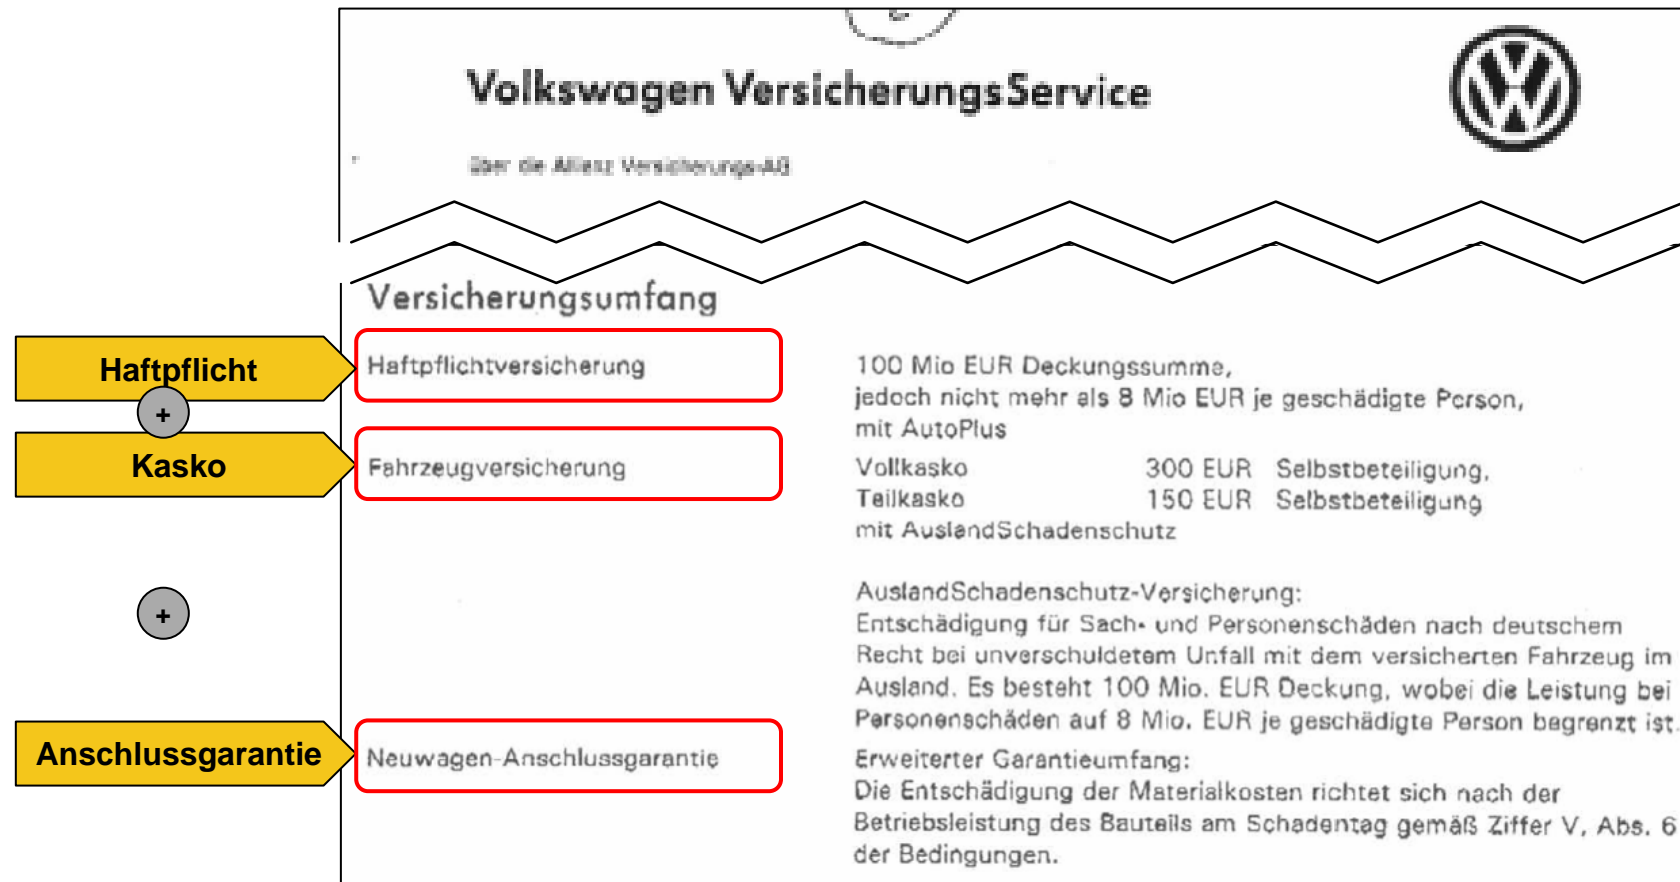 Volkswagen VersicherungsService
über die Allianz Versicherungs-AG
Versicherungsumfang
Haftpflicht
Haftpflichtversicherung
100 Mio EUR Deckungssumme,
jedoch nicht mehr als 8 Mio EUR je geschädigte Person,
mit AutoPlus
+
Kasko
Fahrzeugversicherung
Vollkasko 300 EUR Selbstbeteiligung,
Teilkasko 150 EUR Selbstbeteiligung
mit AuslandSchadenschutz
+
AuslandSchadenschutz-Versicherung:
Entschädigung für Sach- und Personenschäden nach deutschem
Recht bei unverschuldetem Unfall mit dem versicherten Fahrzeug im
Ausland. Es besteht 100 Mio. EUR Deckung, wobei die Leistung bei
Personenschäden auf 8 Mio. EUR je geschädigte Person begrenzt ist.
Anschlussgarantie
Neuwagen-Anschlussgarantie
Erweiterter Garantieumfang:
Die Entschädigung der Materialkosten richtet sich nach der
Betriebsleistung des Bauteils am Schadentag gemäß Ziffer V, Abs. 6
der Bedingungen.